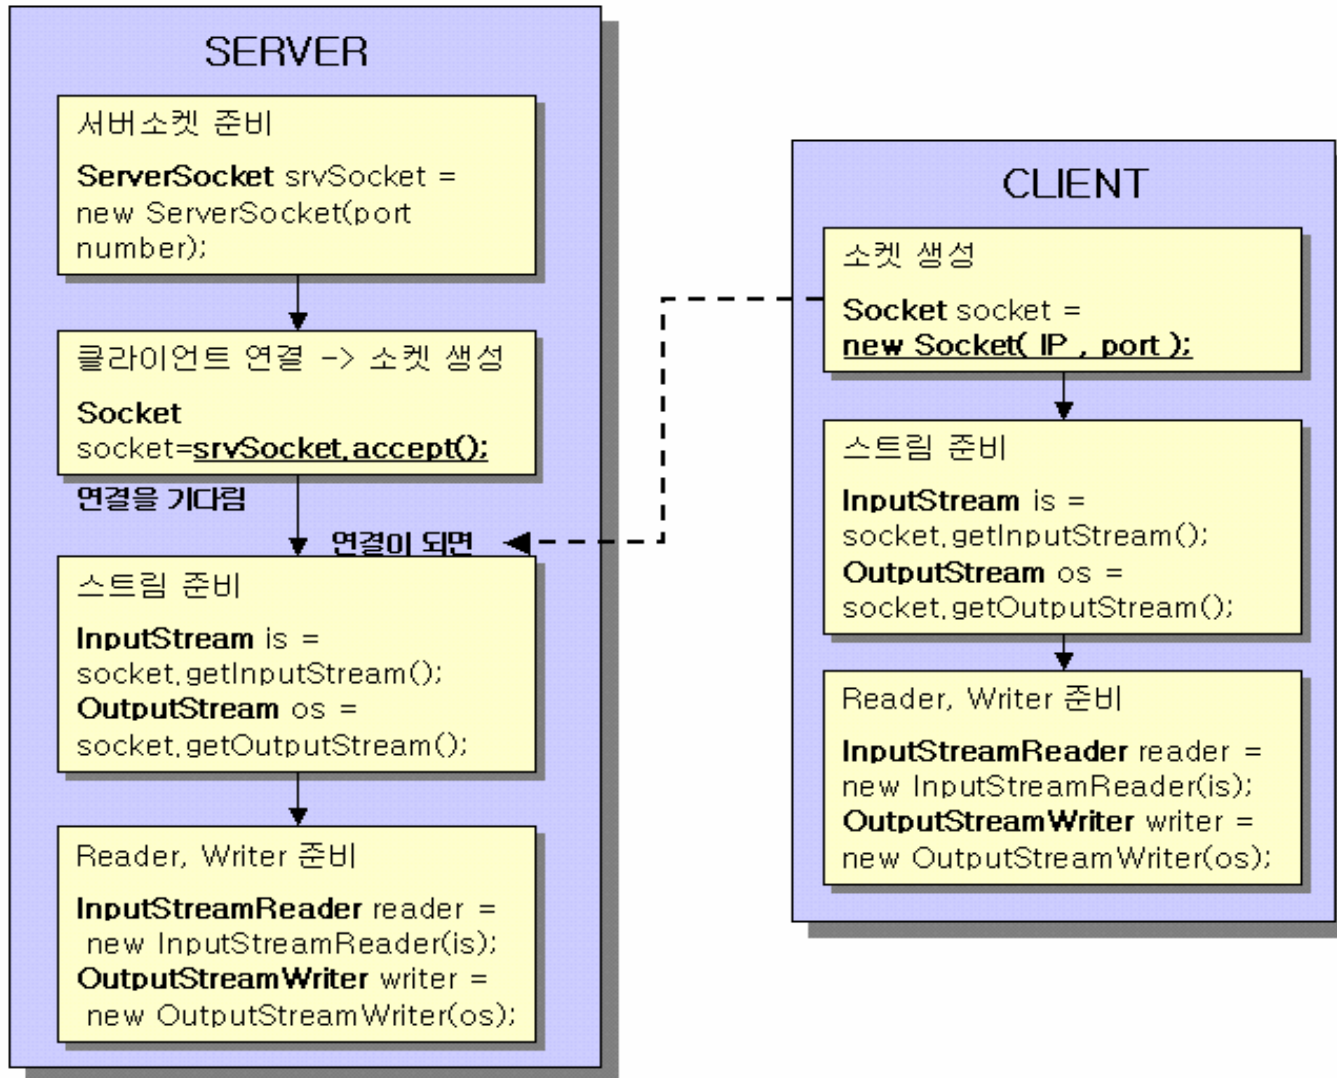 SERVER
서버소켓 준비
ServerSocket srvSocket =
new ServerSocket(port
number);
클라이언트 연결 -> 소켓 생성
Socket
socket=srvSocket.accept();
연결을 기다림
연결이 되면
스트림 준비
InputStream is =
socket.getInputStream();
OutputStream os =
socket.getOutputStream();
Reader, Writer 준비
InputStreamReader reader =
new InputStreamReader(is);
OutputStreamWriter writer =
new OutputStreamWriter(os);
CLIENT
소켓 생성
Socket socket =
new Socket( IP , port );
스트림 준비
InputStream is =
socket.getInputStream();
OutputStream os =
socket.getOutputStream();
Reader, Writer 준비
InputStreamReader reader =
new InputStreamReader(is);
OutputStreamWriter writer =
new OutputStreamWriter(os);